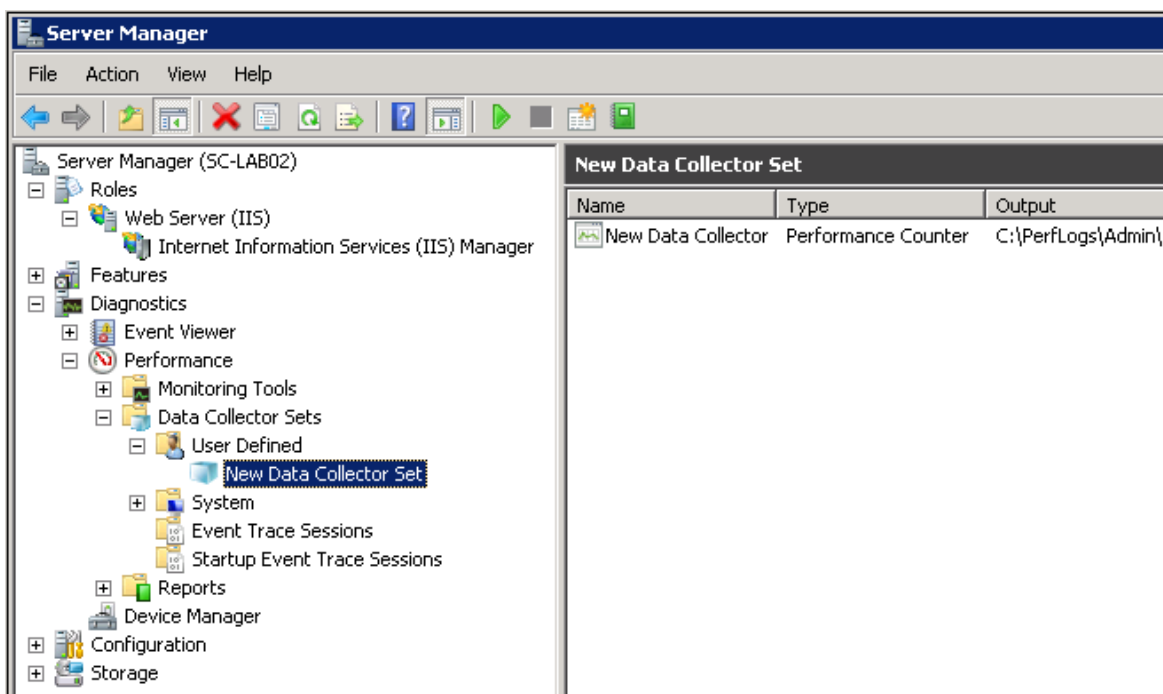 Server Manager
File Action View Help
Server Manager (SC-LAB02)
Roles
Web Server (IIS)
Internet Information Services (IIS) Manager
Features
Diagnostics
Event Viewer
Performance
Monitoring Tools
Data Collector Sets
User Defined
New Data Collector Set
System
Event Trace Sessions
Startup Event Trace Sessions
Reports
Device Manager
Configuration
Storage
New Data Collector Set
Name Type Output
New Data Collector Performance Counter C:\PerfLogs\Admin\